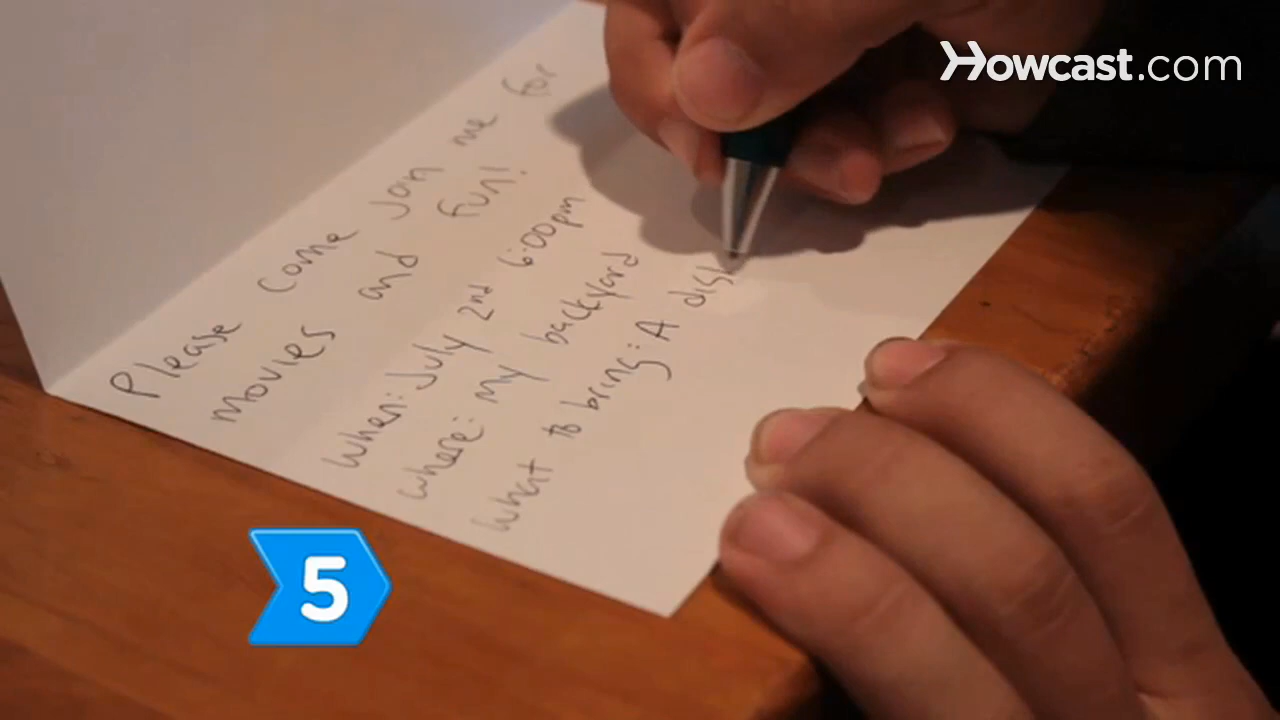 Howcast.com
Please come Join me for
movies and fun!
When: July 2nd 6:00pm
where: my backyard
what to bring: A dish
5